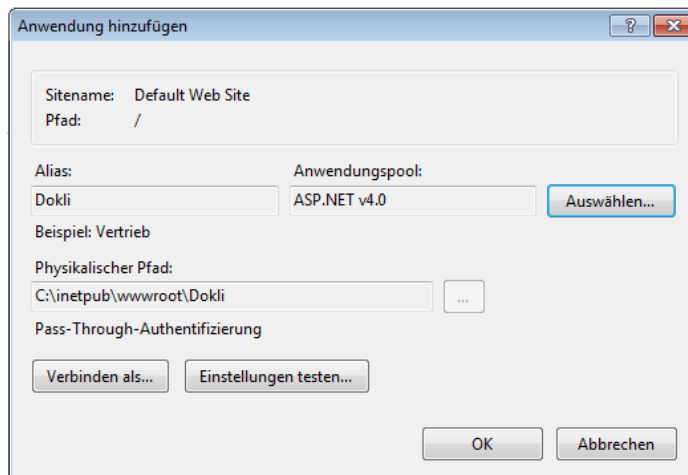 Anwendung hinzufügen
?
Sitename: Default Web Site
Pfad: /
Alias: Anwendungspool:
Dokli ASP.NET v4.0 Auswählen...
Beispiel: Vertrieb
Physikalischer Pfad:
C:\inetpub\wwwroot\Dokli ...
Pass-Through-Authentifizierung
Verbinden als... Einstellungen testen...
OK Abbrechen